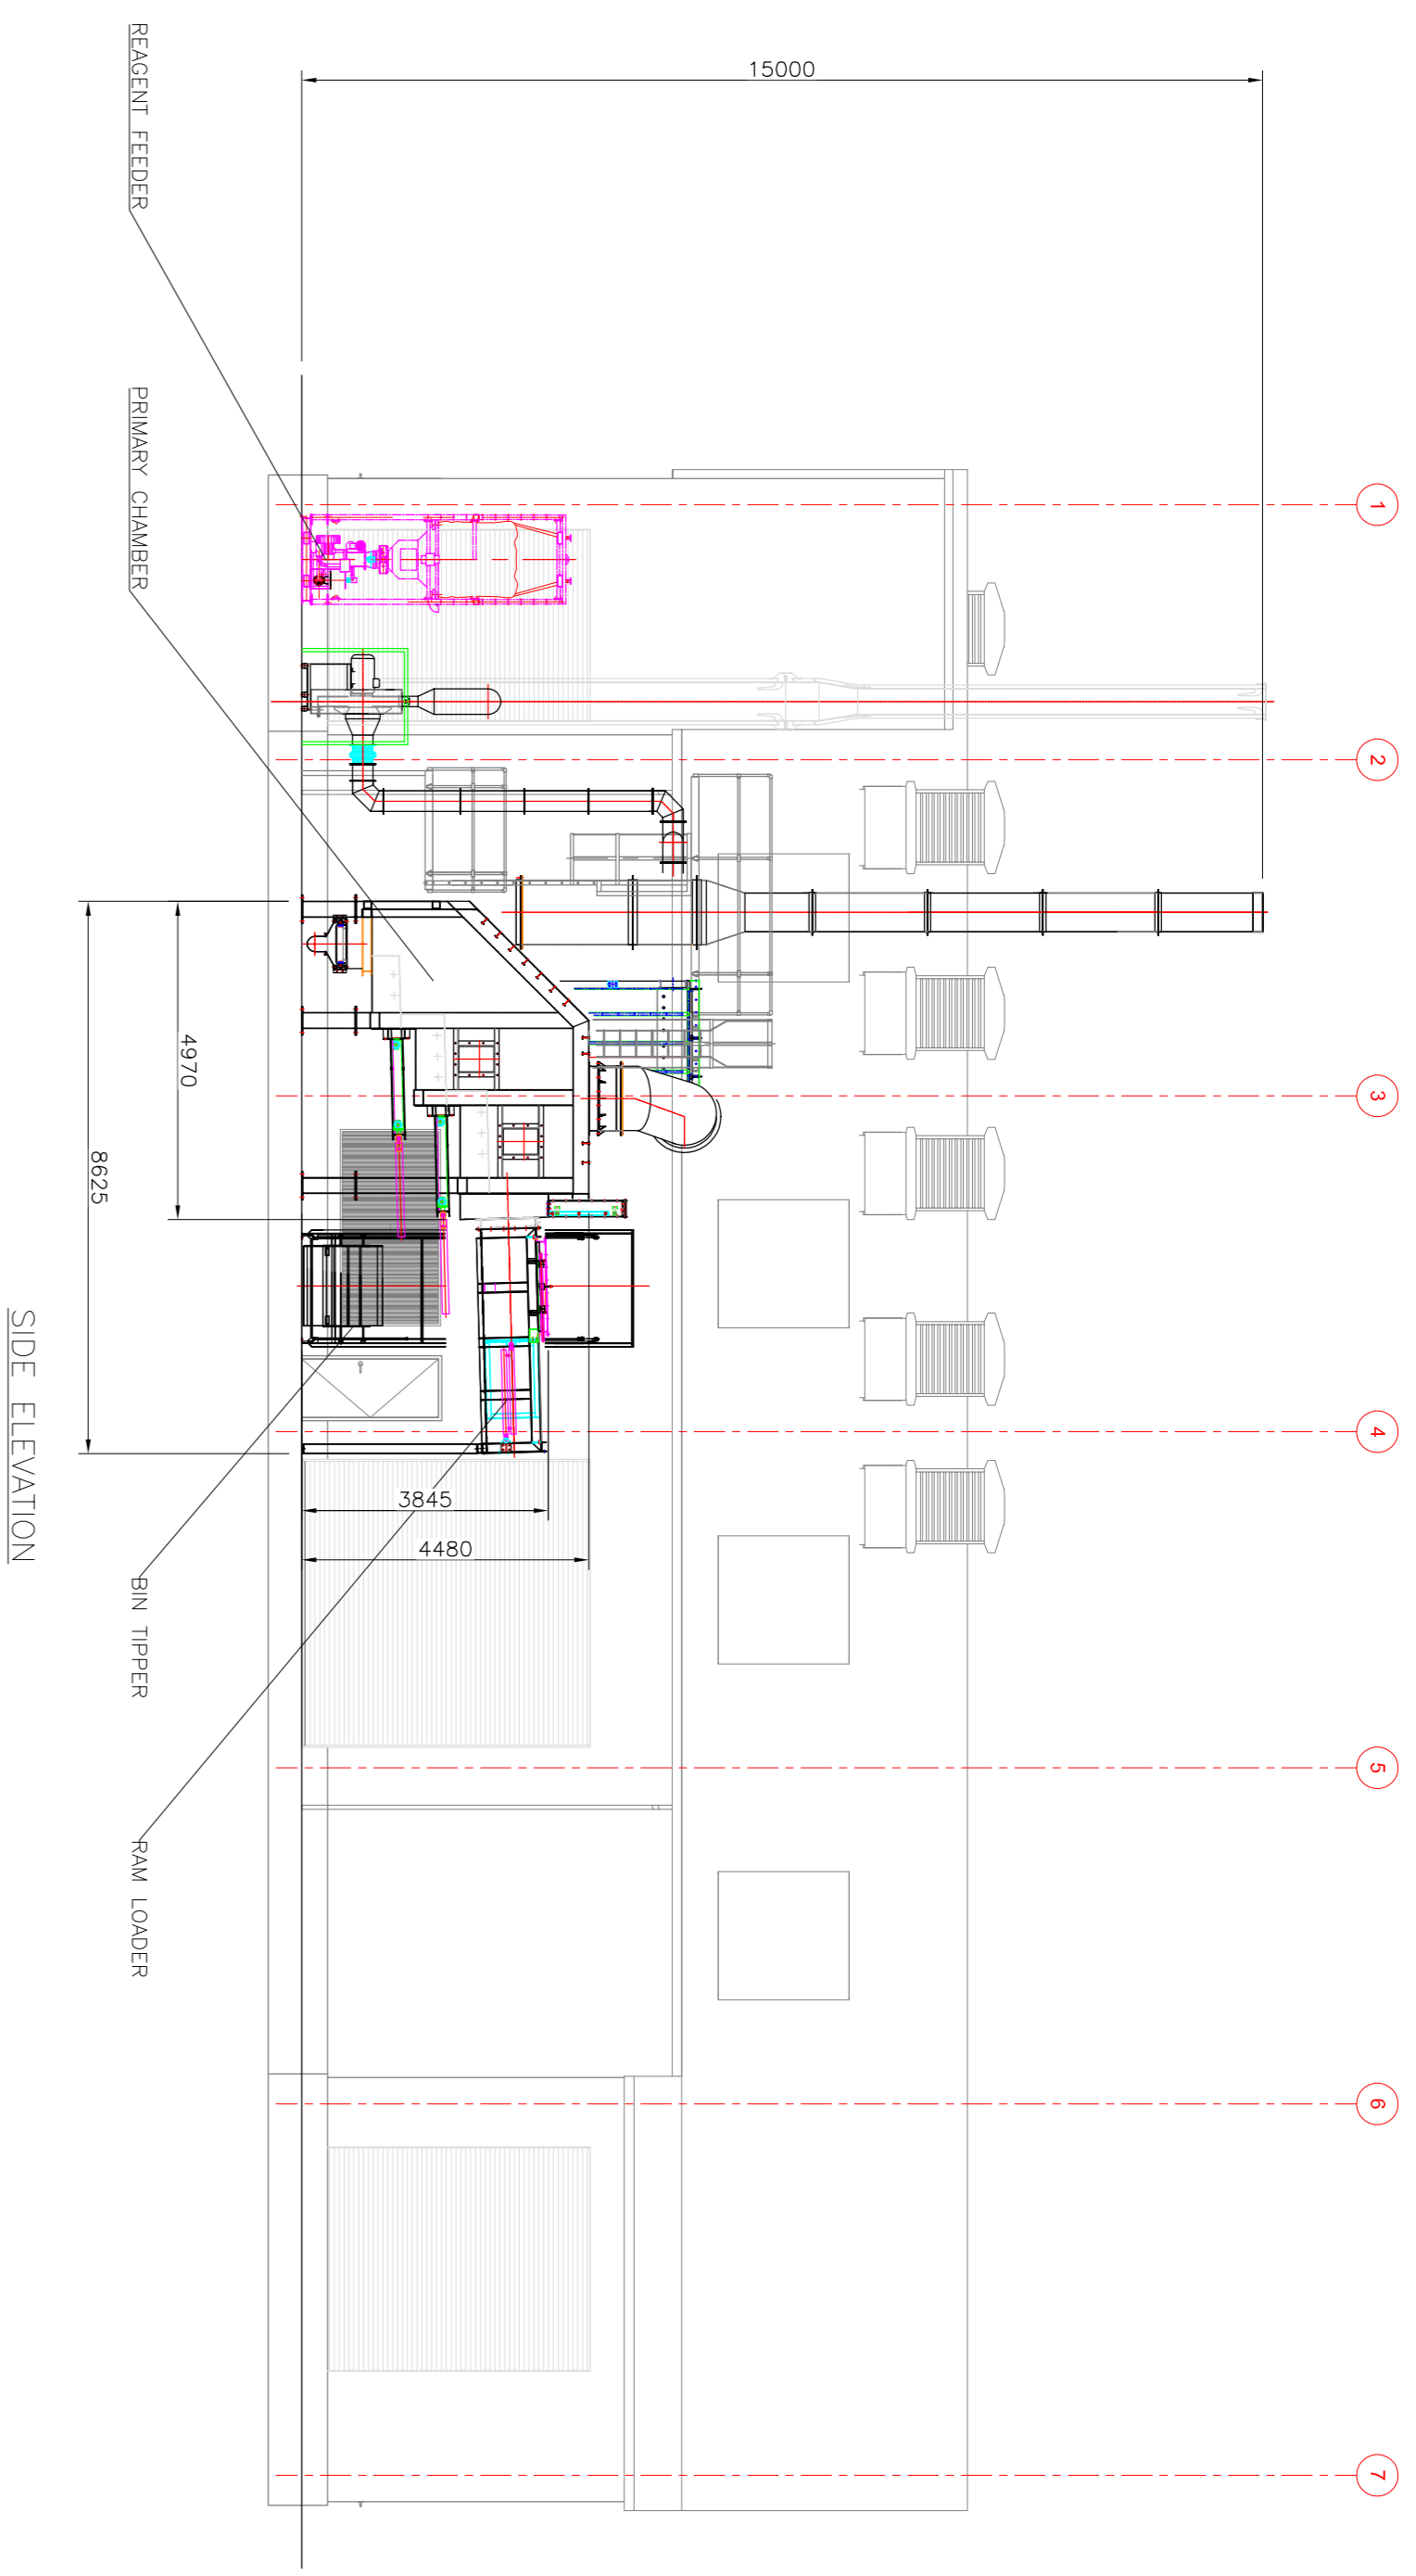 1
2
3
4
5
6
7
15000
3845
4480
4970
8625
REAGENT FEEDER
PRIMARY CHAMBER
BIN TIPPER
RAM LOADER
SIDE ELEVATION